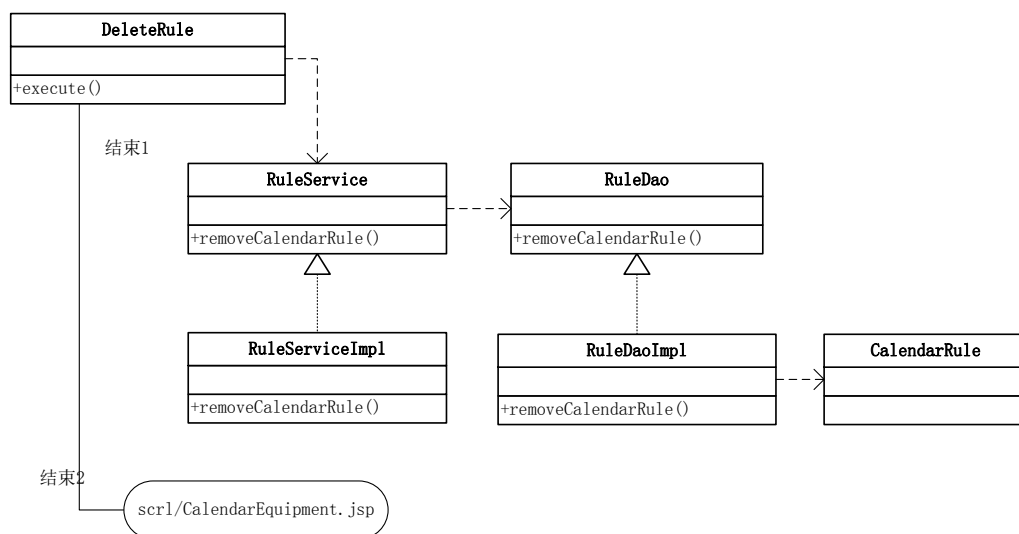 DeleteRule
+execute()
结束1
RuleService
RuleDao
+removeCalendarRule()
+removeCalendarRule()
RuleServiceImpl
RuleDaoImpl
CalendarRule
+removeCalendarRule()
+removeCalendarRule()
结束2
scrl/CalendarEquipment.jsp